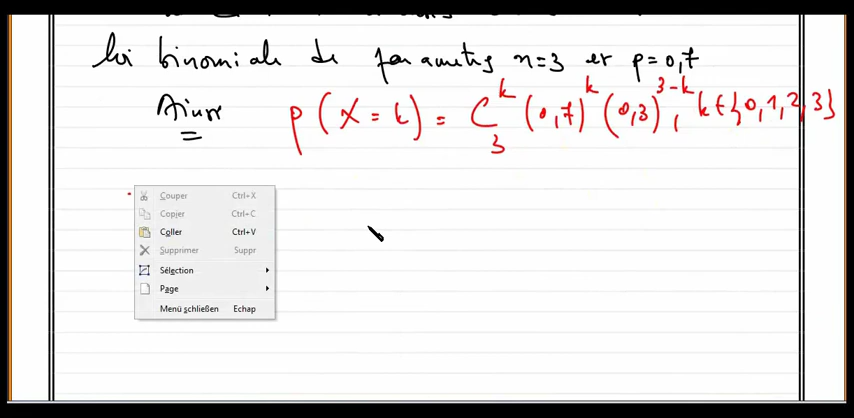 loi binomiale de parametres n=3 et p=0,7
Ainsi P(X=k) = C_3^k (0,7)^k (0,3)^{3-k}, k∈{0,1,2,3}
Couper Ctrl+X
Copier Ctrl+C
Coller Ctrl+V
Supprimer Suppr
Sélection
Page
Menü schließen Echap